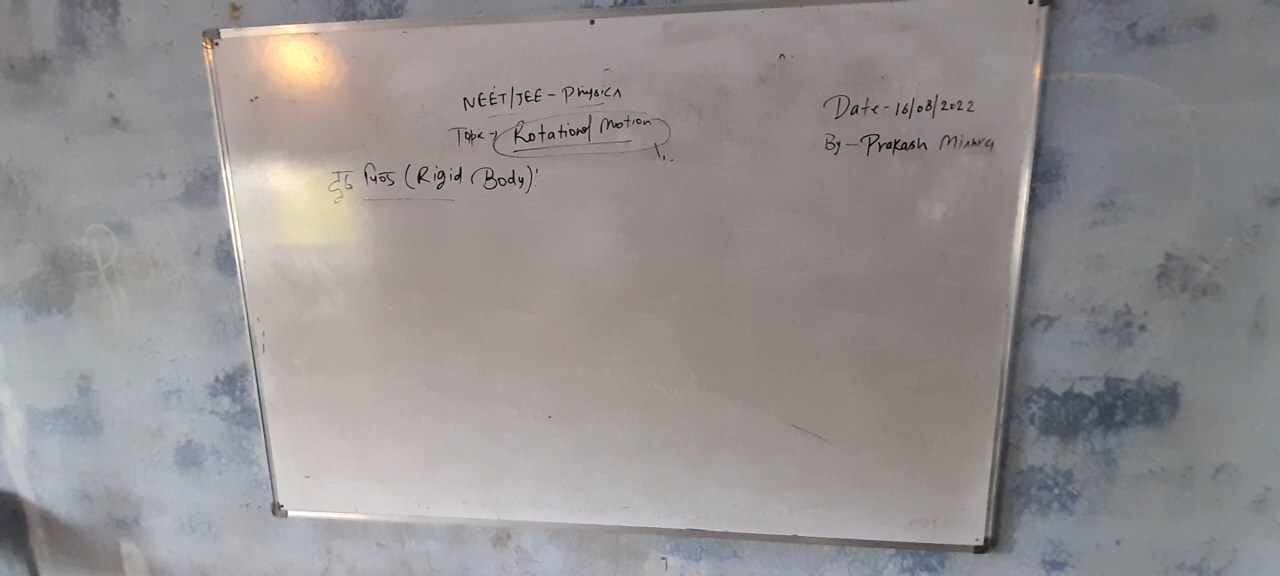 NEET/JEE - Physics
Topic → Rotational Motion
Date - 16/08/2022
By - Prakash Mishra
दृढ़ पिण्ड (Rigid Body):